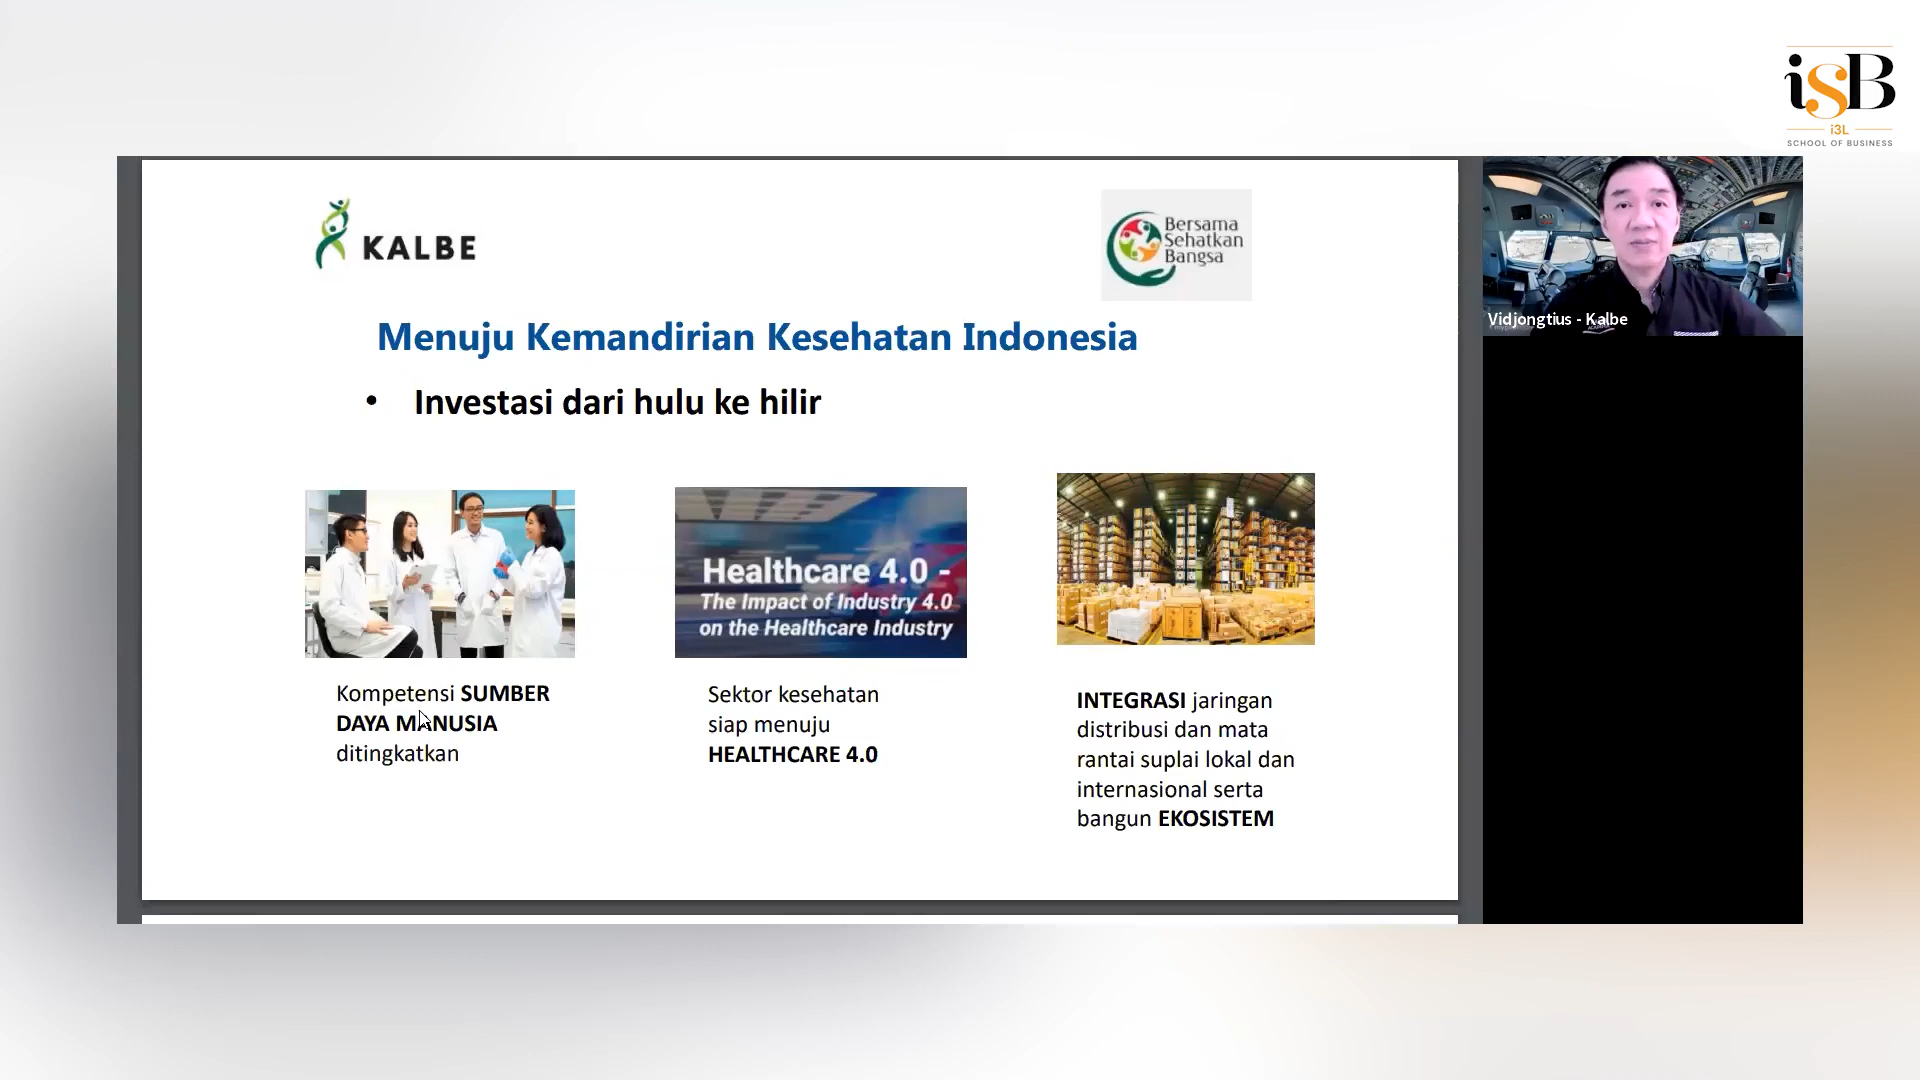 iSB
i3L
SCHOOL OF BUSINESS
KALBE
Bersama
Sehatkan
Bangsa
Vidjongtius - Kalbe
Menuju Kemandirian Kesehatan Indonesia
• Investasi dari hulu ke hilir
Healthcare 4.0 -
The Impact of Industry 4.0
on the Healthcare Industry
Kompetensi SUMBER
DAYA MANUSIA
ditingkatkan
Sektor kesehatan
siap menuju
HEALTHCARE 4.0
INTEGRASI jaringan
distribusi dan mata
rantai suplai lokal dan
internasional serta
bangun EKOSISTEM